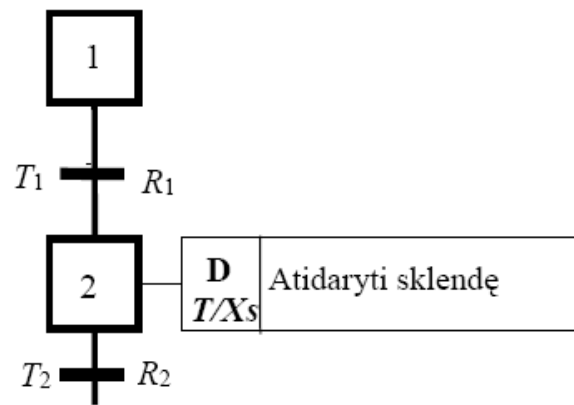 1
T₁ R₁
2
D
T/Xs
Atidaryti sklendę
T₂ R₂